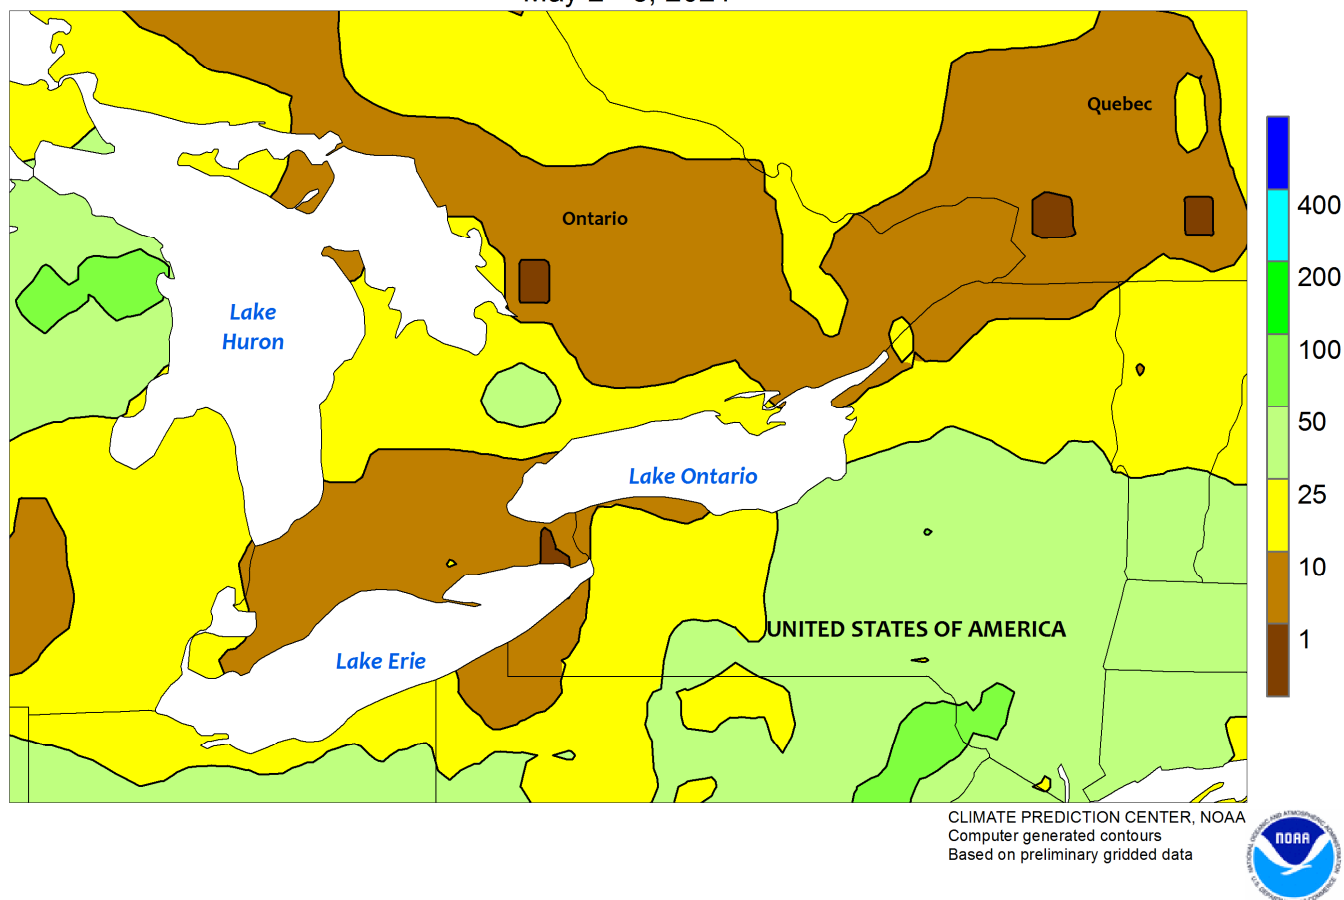 Quebec
Ontario
400
200
Lake
Huron
100
50
Lake Ontario
25
10
UNITED STATES OF AMERICA
1
Lake Erie
CLIMATE PREDICTION CENTER, NOAA
Computer generated contours
Based on preliminary gridded data
NOAA